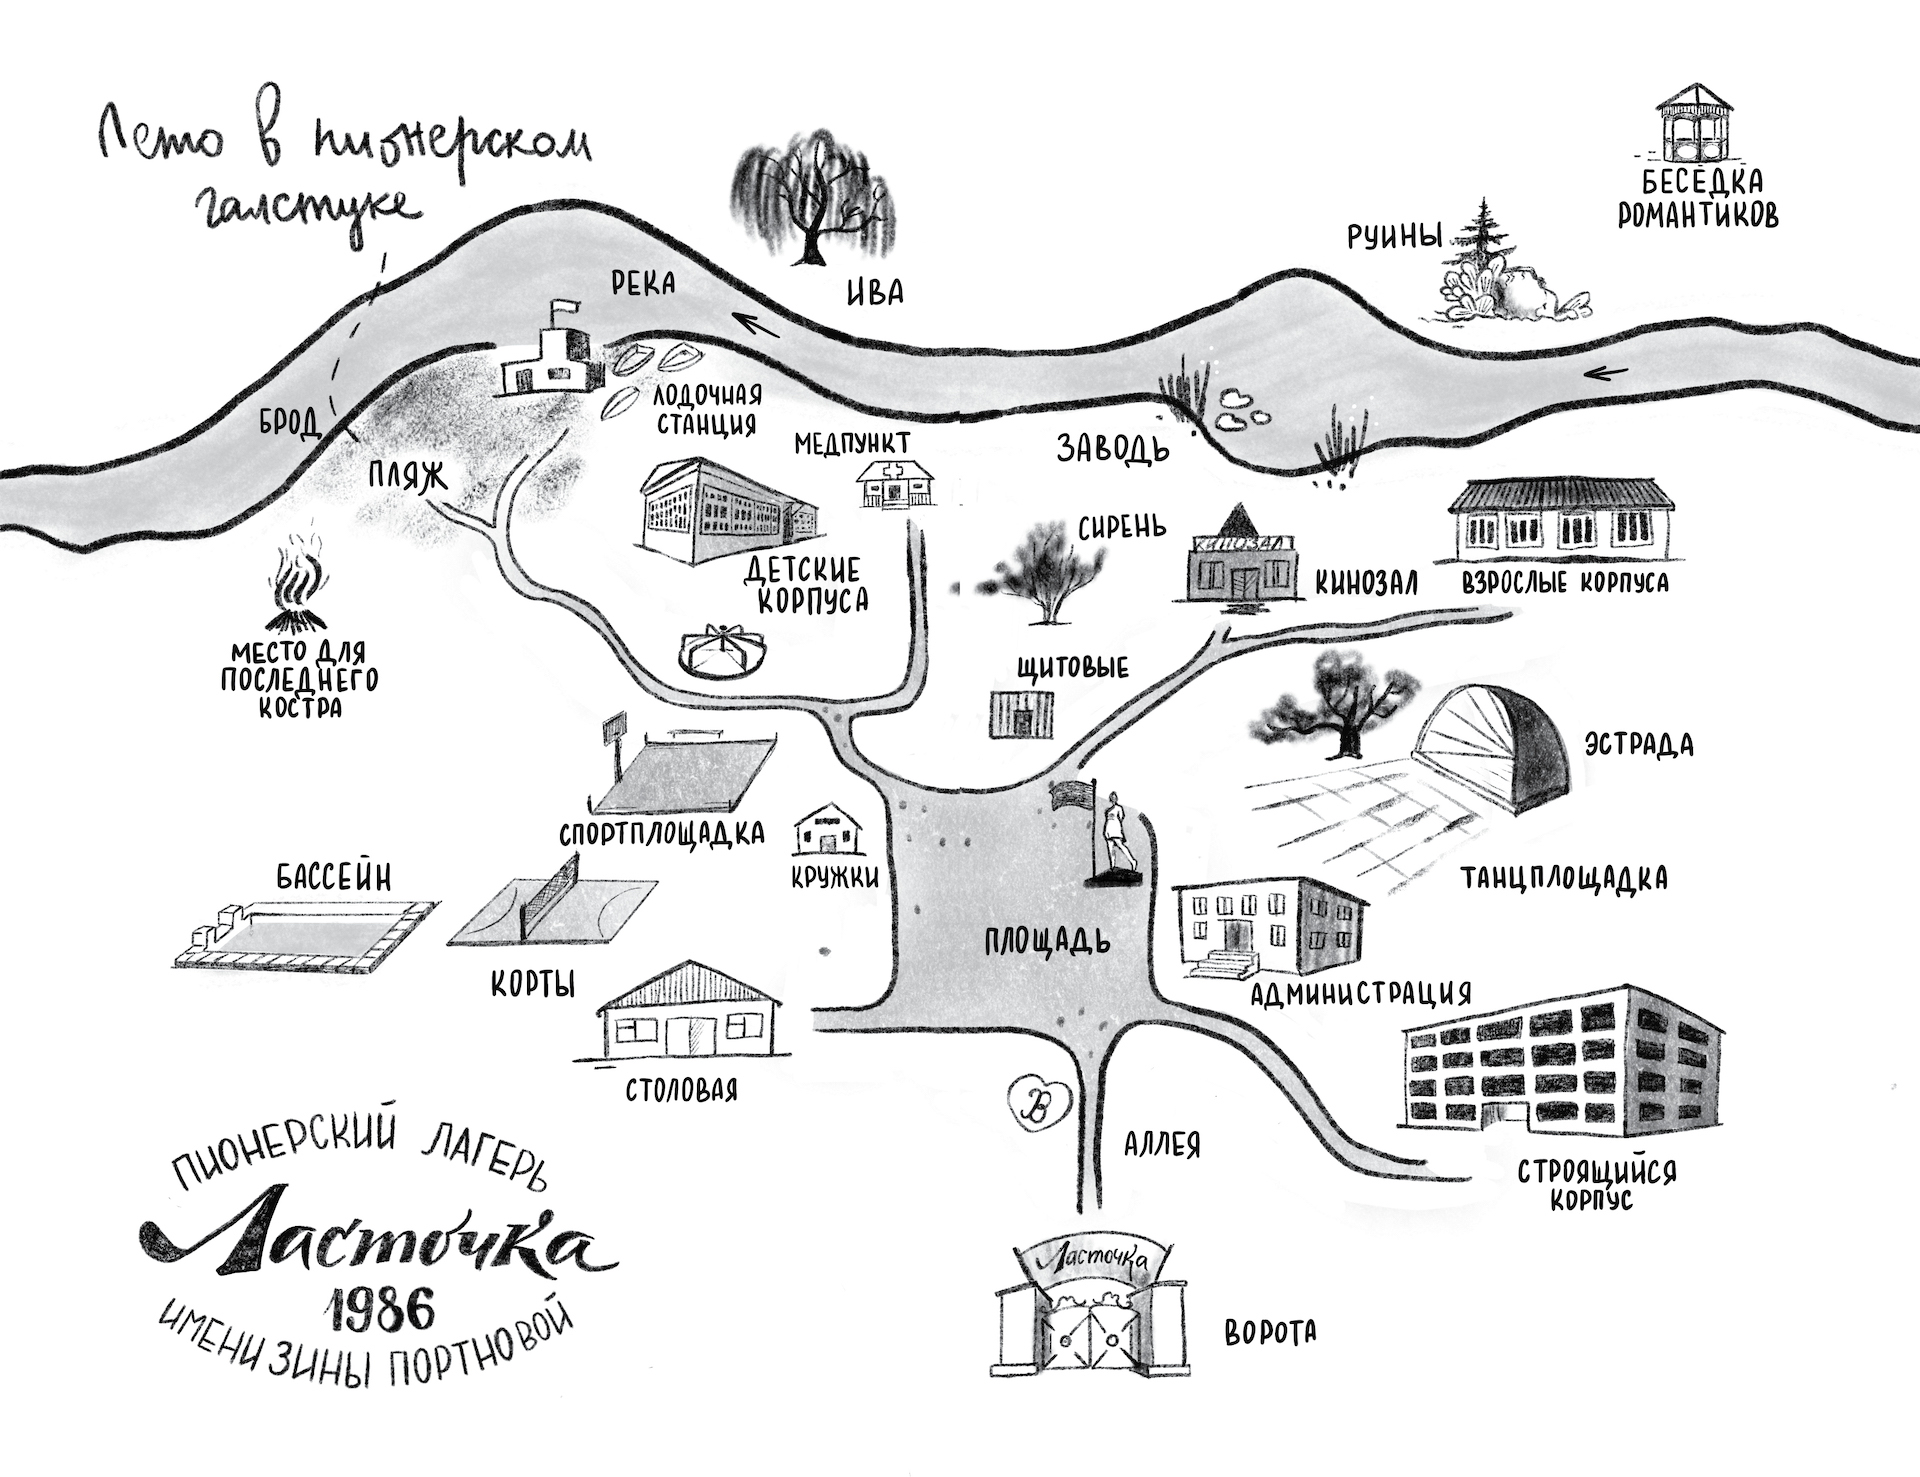 Лето в пионерском
галстуке
БЕСЕДКА
РОМАНТИКОВ
РУИНЫ
РЕКА
ИВА
БРОД
ЛОДОЧНАЯ
СТАНЦИЯ
ПЛЯЖ
МЕДПУНКТ
ЗАВОДЬ
СИРЕНЬ
КИНОЗАЛ
КИНОЗАЛ
ВЗРОСЛЫЕ КОРПУСА
ДЕТСКИЕ
КОРПУСА
МЕСТО ДЛЯ
ПОСЛЕДНЕГО
КОСТРА
ЩИТОВЫЕ
ЭСТРАДА
СПОРТПЛОЩАДКА
КРУЖКИ
БАССЕЙН
ТАНЦПЛОЩАДКА
ПЛОЩАДЬ
КОРТЫ
АДМИНИСТРАЦИЯ
СТОЛОВАЯ
В
АЛЛЕЯ
СТРОЯЩИЙСЯ
КОРПУС
ПИОНЕРСКИЙ ЛАГЕРЬ
Ласточка
1986
ИМЕНИ ЗИНЫ ПОРТНОВОЙ
Ласточка
ВОРОТА